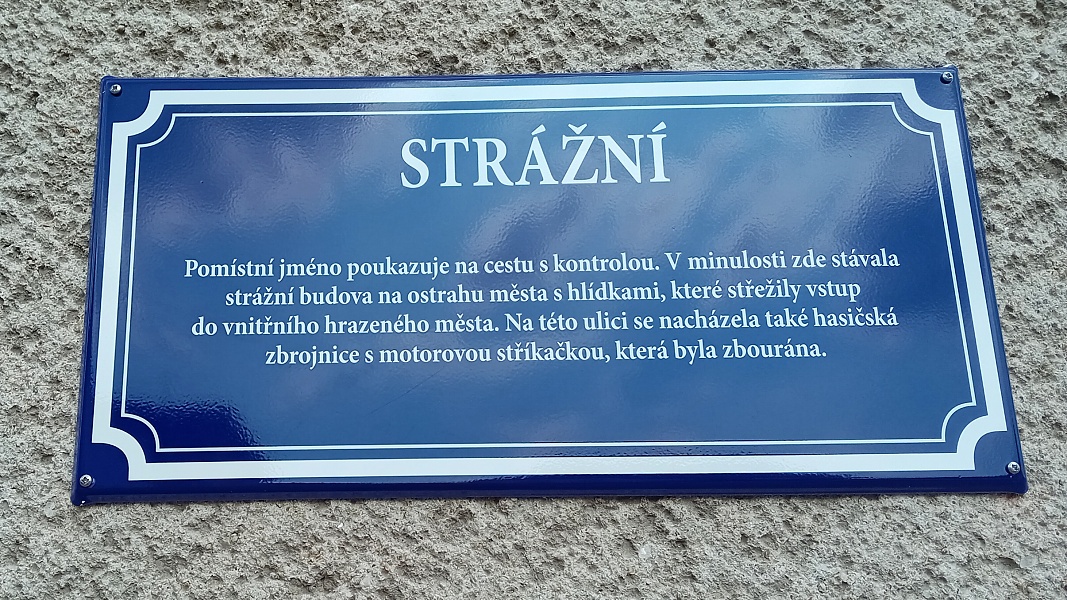 STRÁŽNÍ
Pomístní jméno poukazuje na cestu s kontrolou. V minulosti zde stávala
strážní budova na ostrahu města s hlídkami, které střežily vstup
do vnitřního hrazeného města. Na této ulici se nacházela také hasičská
zbrojnice s motorovou stříkačkou, která byla zbourána.